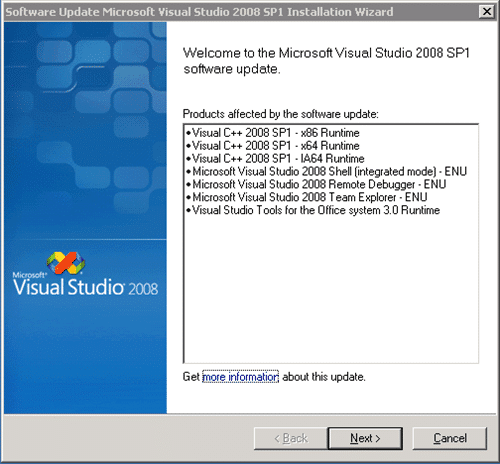 Software Update Microsoft Visual Studio 2008 SP1 Installation Wizard
Welcome to the Microsoft Visual Studio 2008 SP1
software update.
Products affected by the software update:
◆Visual C++ 2008 SP1 - x86 Runtime
◆Visual C++ 2008 SP1 - x64 Runtime
◆Visual C++ 2008 SP1 - IA64 Runtime
◆Microsoft Visual Studio 2008 Shell (integrated mode) - ENU
◆Microsoft Visual Studio 2008 Remote Debugger - ENU
◆Microsoft Visual Studio 2008 Team Explorer - ENU
◆Visual Studio Tools for the Office system 3.0 Runtime
Microsoft®
Visual Studio 2008
Get more information about this update.
< Back
Next >
Cancel